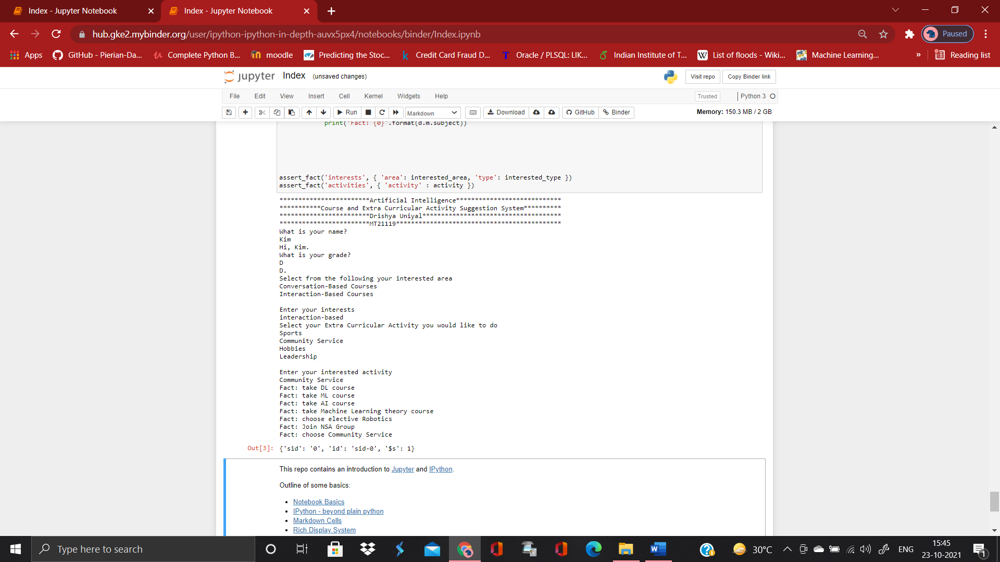 Index - Jupyter Notebook
Index - Jupyter Notebook
hub.gke2.mybinder.org/user/ipython-ipython-in-depth-auvx5px4/notebooks/binder/Index.ipynb
Paused
Apps
GitHub - Pierian-Da...
Complete Python B...
moodle
Predicting the Stoc...
Credit Card Fraud D...
Oracle / PLSQL: LIK...
Indian Institute of T...
List of floods - Wiki...
Machine Learning...
»
Reading list
jupyter Index (unsaved changes)
Visit repo
Copy Binder link
File Edit View Insert Cell Kernel Widgets Help
Trusted
Python 3
Run
Markdown
Download
GitHub
Binder
Memory: 150.3 MB / 2 GB
print('Fact: {0}'.format(d.m.subject))
assert_fact('interests', { 'area': interested_area, 'type': interested_type })
assert_fact('activities', { 'activity' : activity })
************************Artificial Intelligence****************************
***********Course and Extra Curricular Activity Suggestion System**********
************************Drishya Uniyal*************************************
************************MT21119********************************************
What is your name?
Kim
Hi, Kim.
What is your grade?
D
D.
Select from the following your interested area
Conversation-Based Courses
Interaction-Based Courses
Enter your interests
interaction-based
Select your Extra Curricular Activity you would like to do
Sports
Community Service
Hobbies
Leadership
Enter your interested activity
Community Service
Fact: take DL course
Fact: take ML course
Fact: take AI course
Fact: take Machine Learning theory course
Fact: choose elective Robotics
Fact: Join NSA Group
Fact: choose Community Service
Out[3]: {'sid': '0', 'id': 'sid-0', '$s': 1}
This repo contains an introduction to Jupyter and IPython.
Outline of some basics:
• Notebook Basics
• IPython - beyond plain python
• Markdown Cells
• Rich Display System
Type here to search
30°C
ENG
15:45
23-10-2021
1